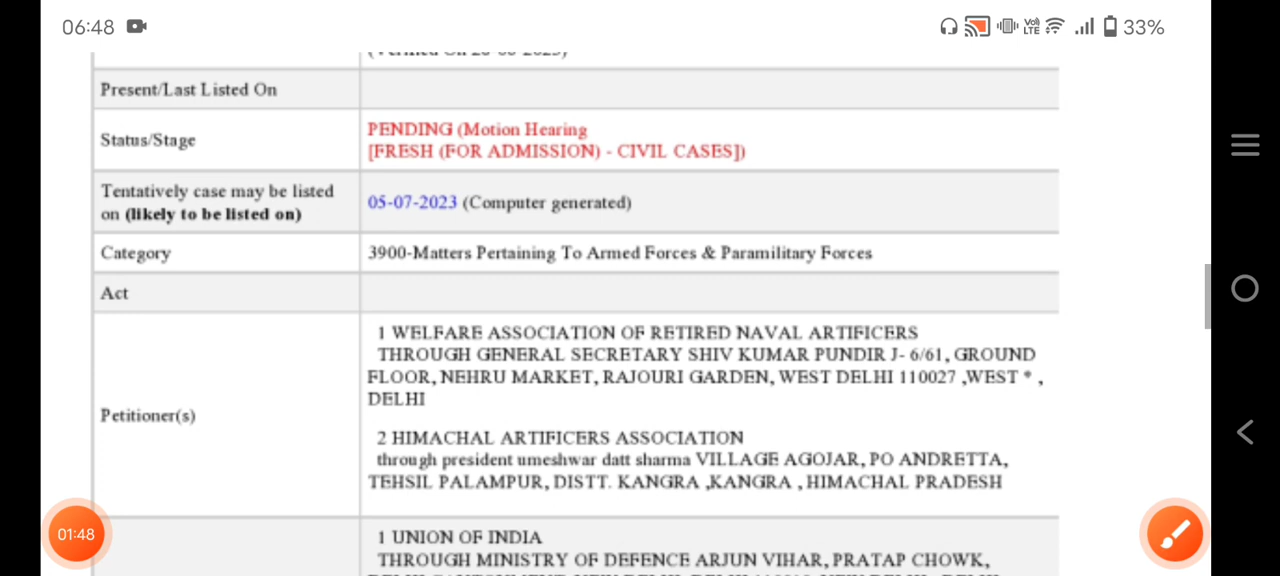 06:48
Vo)
LTE
33%
Present/Last Listed On
Status/Stage
PENDING (Motion Hearing
[FRESH (FOR ADMISSION) - CIVIL CASES])
Tentatively case may be listed
on (likely to be listed on)
05-07-2023 (Computer generated)
Category
3900-Matters Pertaining To Armed Forces & Paramilitary Forces
Act
Petitioner(s)
1 WELFARE ASSOCIATION OF RETIRED NAVAL ARTIFICERS
THROUGH GENERAL SECRETARY SHIV KUMAR PUNDIR J- 6/61, GROUND
FLOOR, NEHRU MARKET, RAJOURI GARDEN, WEST DELHI 110027 ,WEST * ,
DELHI
2 HIMACHAL ARTIFICERS ASSOCIATION
through president umeshwar datt sharma VILLAGE AGOJAR, PO ANDRETTA,
TEHSIL PALAMPUR, DISTT. KANGRA ,KANGRA , HIMACHAL PRADESH
1 UNION OF INDIA
THROUGH MINISTRY OF DEFENCE ARJUN VIHAR, PRATAP CHOWK,
01:48